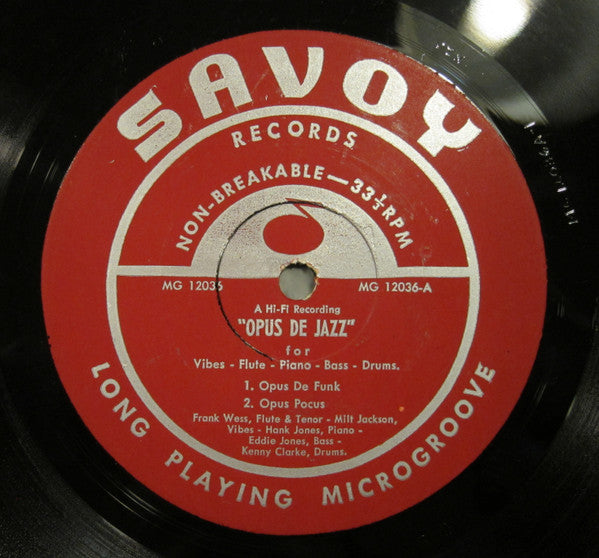 SAVOY
RECORDS
NON-BREAKABLE—33⅓RPM
MG 12036 MG 12036-A
A Hi-Fi Recording
"OPUS DE JAZZ"
for
Vibes - Flute - Piano - Bass - Drums.
1. Opus De Funk
2. Opus Pocus
Frank Wess, Flute & Tenor - Milt Jackson,
Vibes - Hank Jones, Piano -
Eddie Jones, Bass -
Kenny Clarke, Drums.
LONG PLAYING MICROGROOVE